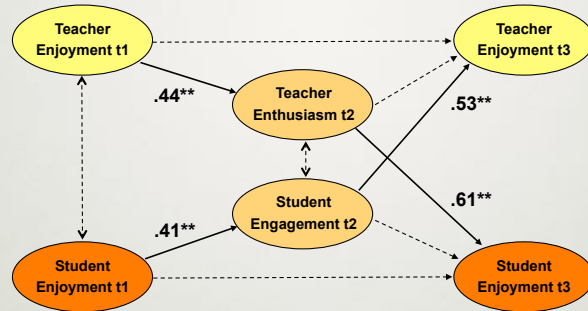 Teacher
Enjoyment t1
Teacher
Enjoyment t3
.44**
Teacher
Enthusiasm t2
.53**
Student
Engagement t2
.41**
.61**
Student
Enjoyment t1
Student
Enjoyment t3